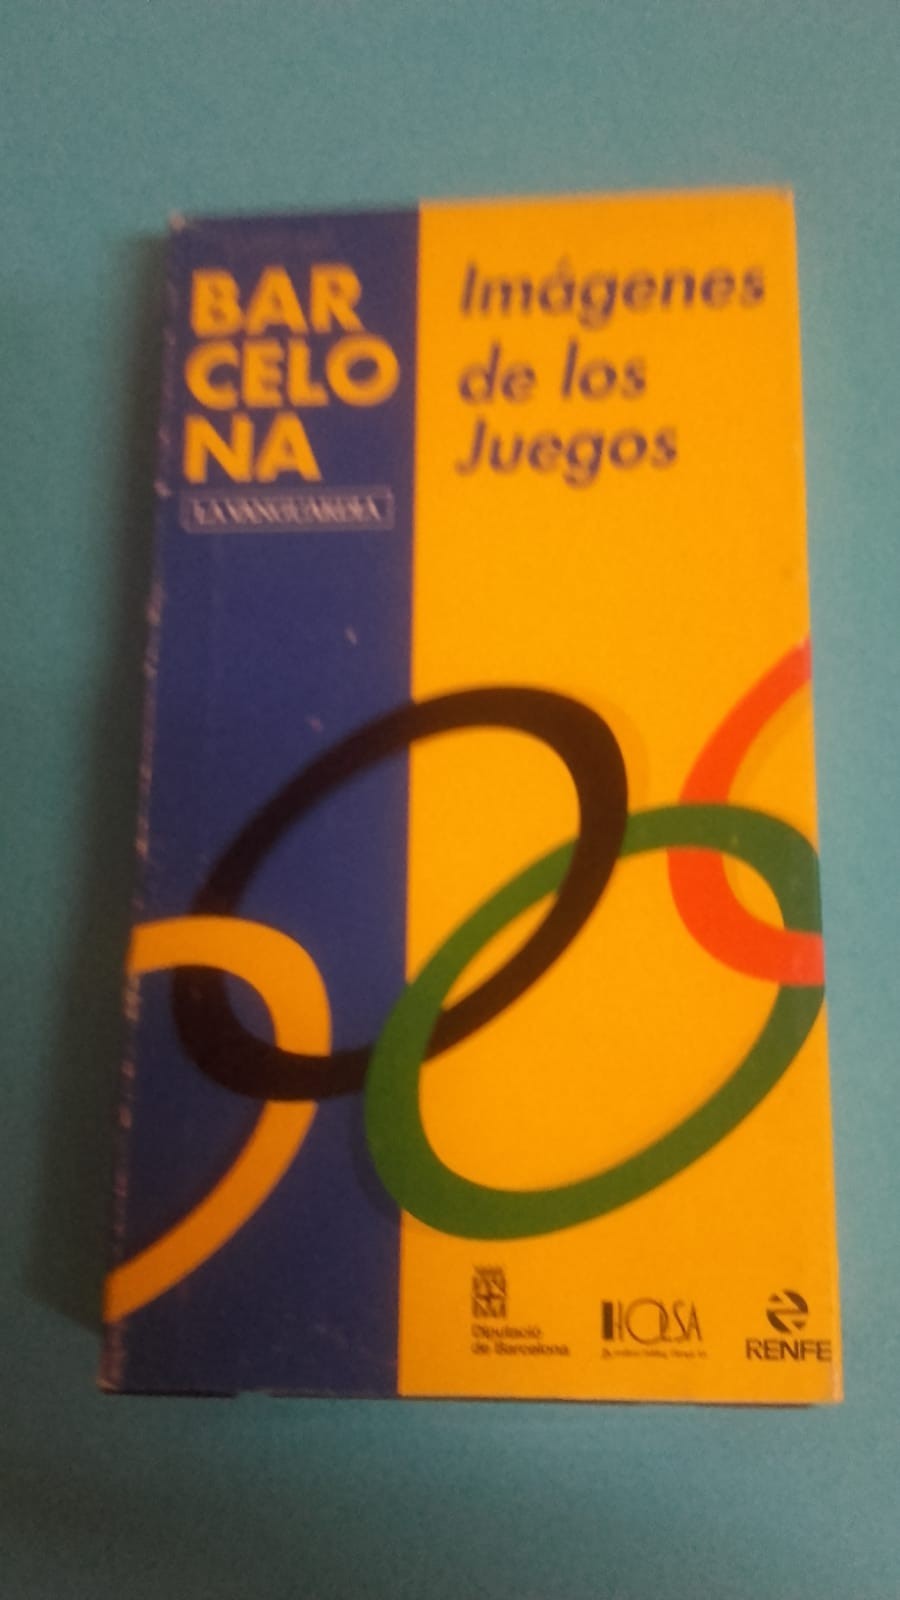 BAR
CELO
NA
LA VANGUARDIA
Imágenes
de los
Juegos
Diputació
de Barcelona
HOLSA
RENFE